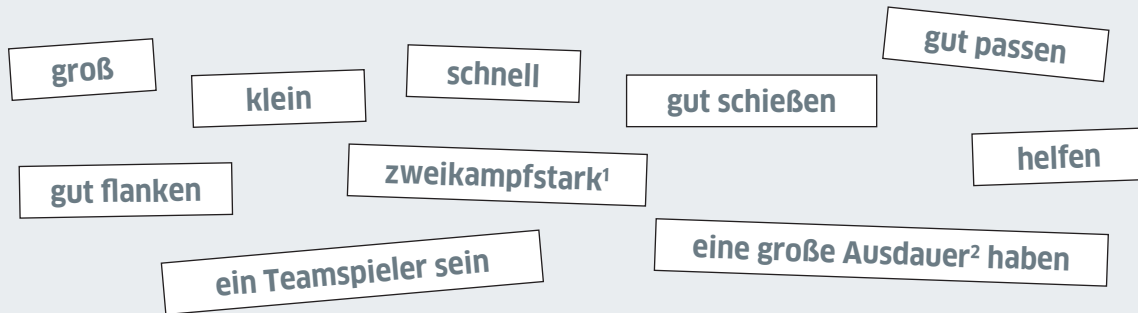 groß
klein
schnell
gut schießen
gut passen
gut flanken
zweikampfstark¹
helfen
ein Teamspieler sein
eine große Ausdauer² haben